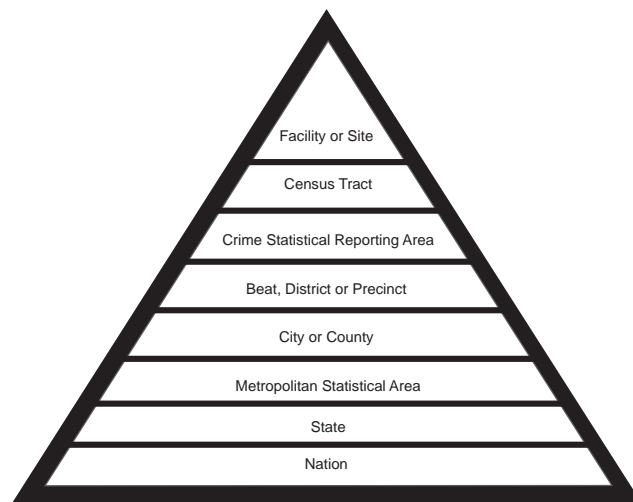 Facility or Site
Census Tract
Crime Statistical Reporting Area
Beat, District or Precinct
City or County
Metropolitan Statistical Area
State
Nation